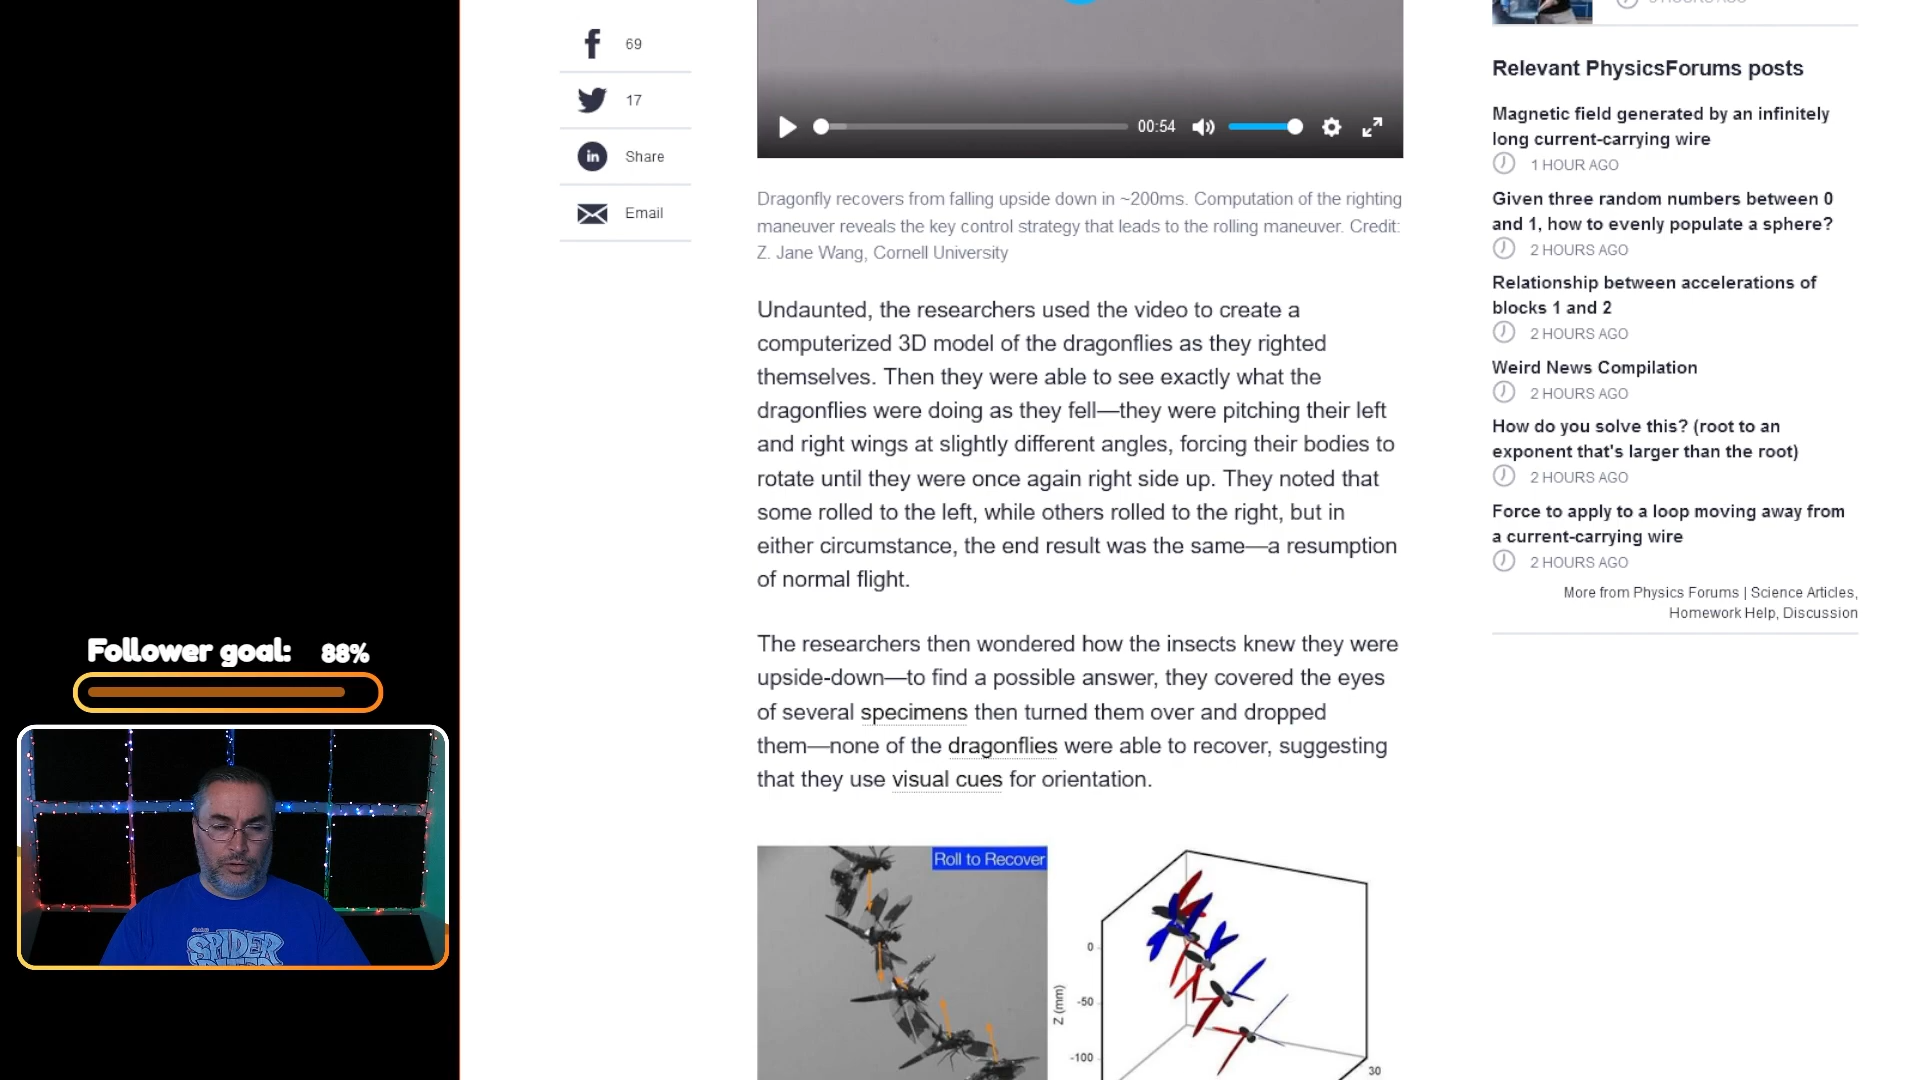 69
17
Share
Email
00:54
Dragonfly recovers from falling upside down in ~200ms. Computation of the righting
maneuver reveals the key control strategy that leads to the rolling maneuver. Credit:
Z. Jane Wang, Cornell University
Undaunted, the researchers used the video to create a
computerized 3D model of the dragonflies as they righted
themselves. Then they were able to see exactly what the
dragonflies were doing as they fell—they were pitching their left
and right wings at slightly different angles, forcing their bodies to
rotate until they were once again right side up. They noted that
some rolled to the left, while others rolled to the right, but in
either circumstance, the end result was the same—a resumption
of normal flight.
The researchers then wondered how the insects knew they were
upside-down—to find a possible answer, they covered the eyes
of several specimens then turned them over and dropped
them—none of the dragonflies were able to recover, suggesting
that they use visual cues for orientation.
Roll to Recover
Z (mm)
0
-50
-100
30
Relevant PhysicsForums posts
Magnetic field generated by an infinitely
long current-carrying wire
1 HOUR AGO
Given three random numbers between 0
and 1, how to evenly populate a sphere?
2 HOURS AGO
Relationship between accelerations of
blocks 1 and 2
2 HOURS AGO
Weird News Compilation
2 HOURS AGO
How do you solve this? (root to an
exponent that's larger than the root)
2 HOURS AGO
Force to apply to a loop moving away from
a current-carrying wire
2 HOURS AGO
More from Physics Forums | Science Articles,
Homework Help, Discussion
Follower goal: 88%
SPIDER